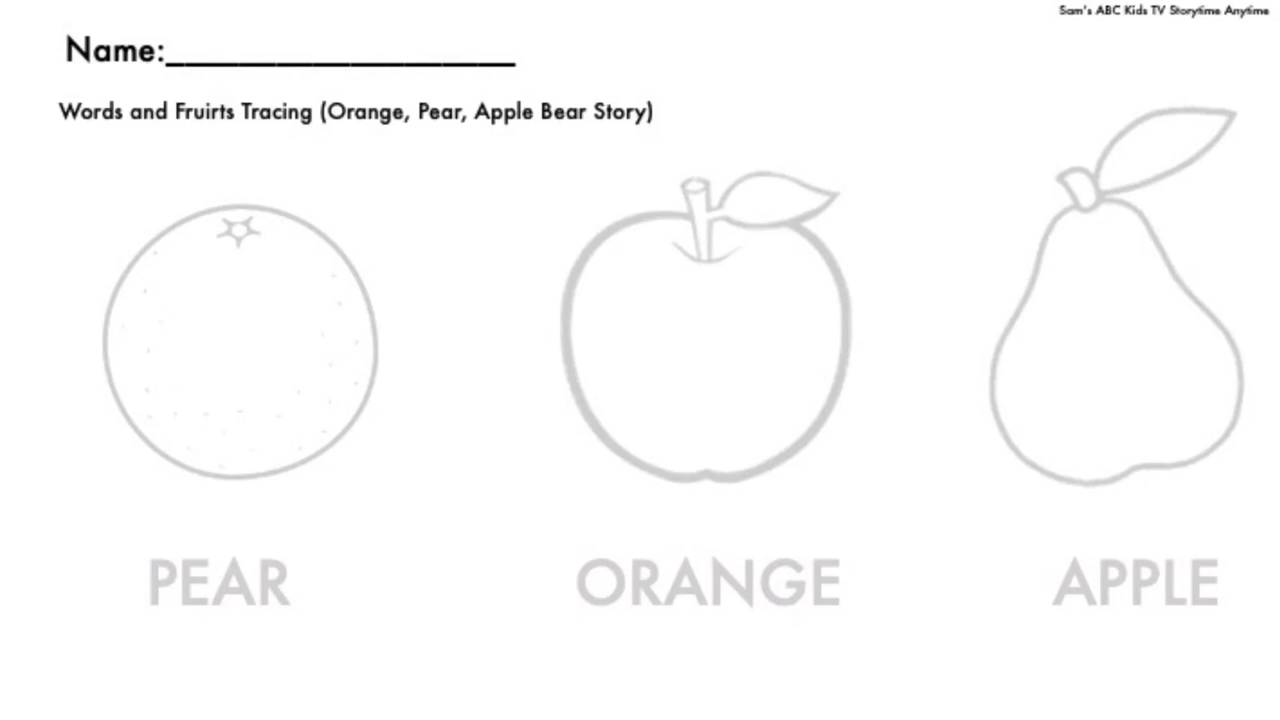 Sam's ABC Kids TV Storytime Anytime
Name:___________________
Words and Fruirts Tracing (Orange, Pear, Apple Bear Story)
PEAR ORANGE APPLE